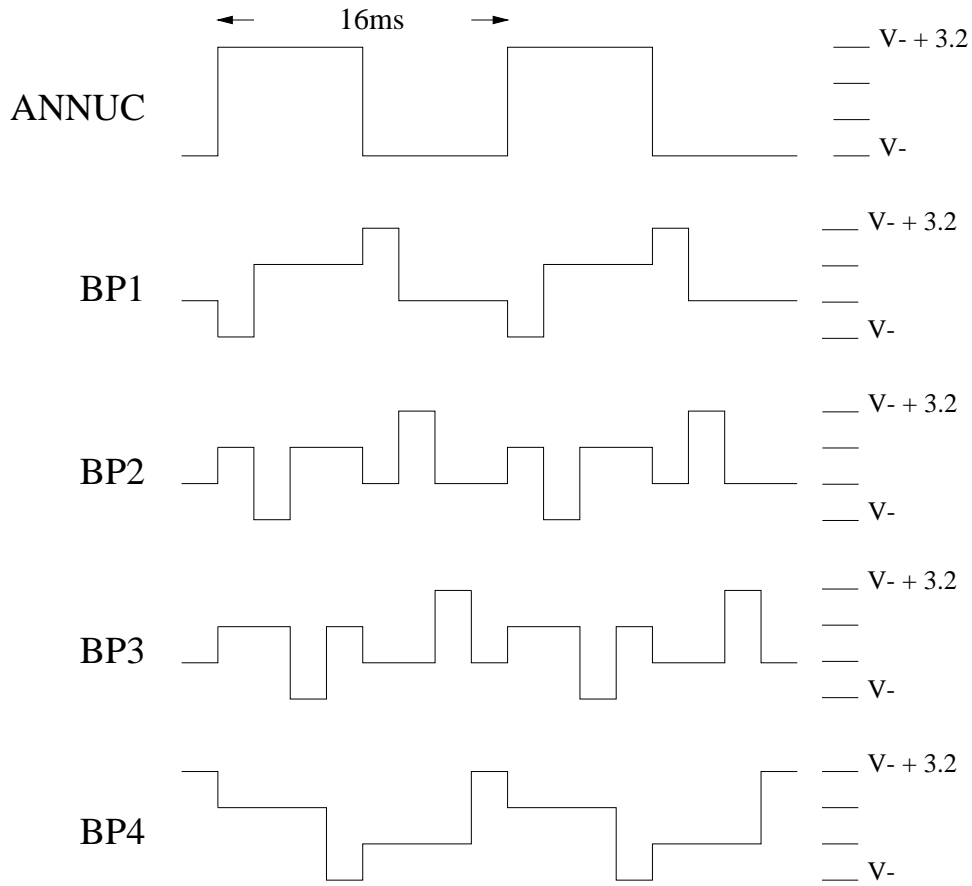 16ms
V- + 3.2
ANNUC
V-
V- + 3.2
BP1
V-
V- + 3.2
BP2
V-
V- + 3.2
BP3
V-
V- + 3.2
BP4
V-